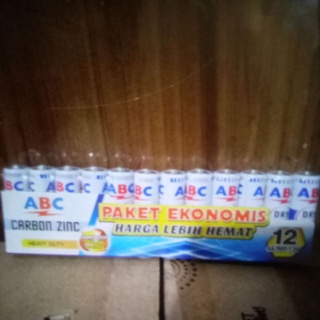 ABC
CARBON ZINC
HEAVY DUTY
PAKET EKONOMIS
HARGA LEBIH HEMAT
12